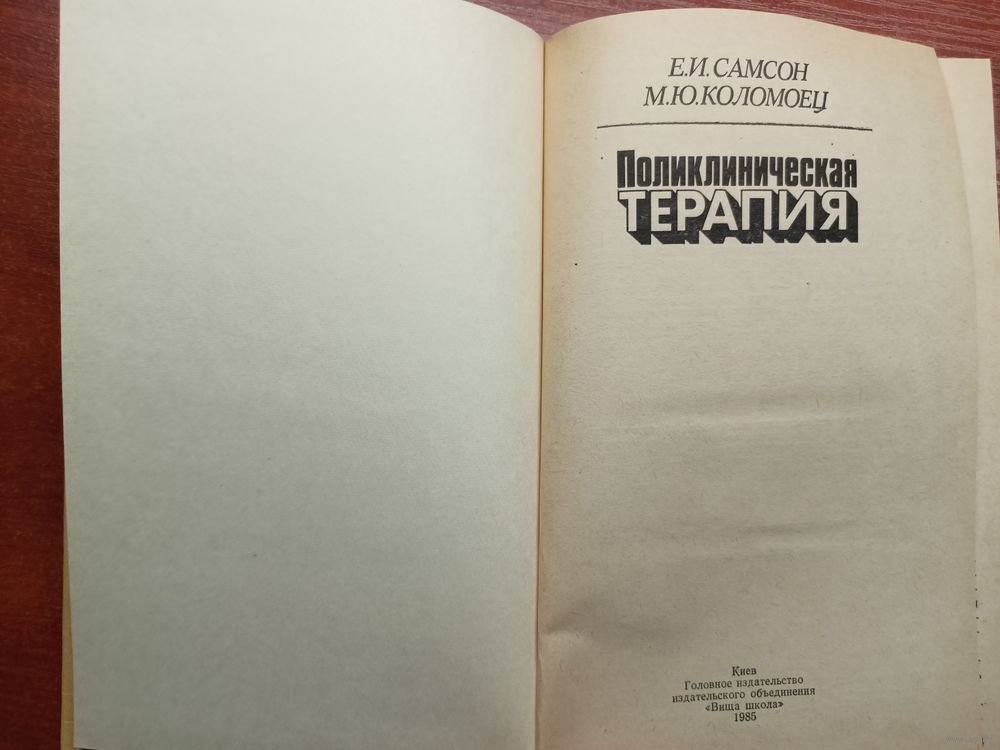 Е.И.САМСОН
М.Ю.КОЛОМОЕЦ
ПОЛИКЛИНИЧЕСКАЯ
ТЕРАПИЯ
Киев
Головное издательство
издательского объединения
«Вища школа»
1985